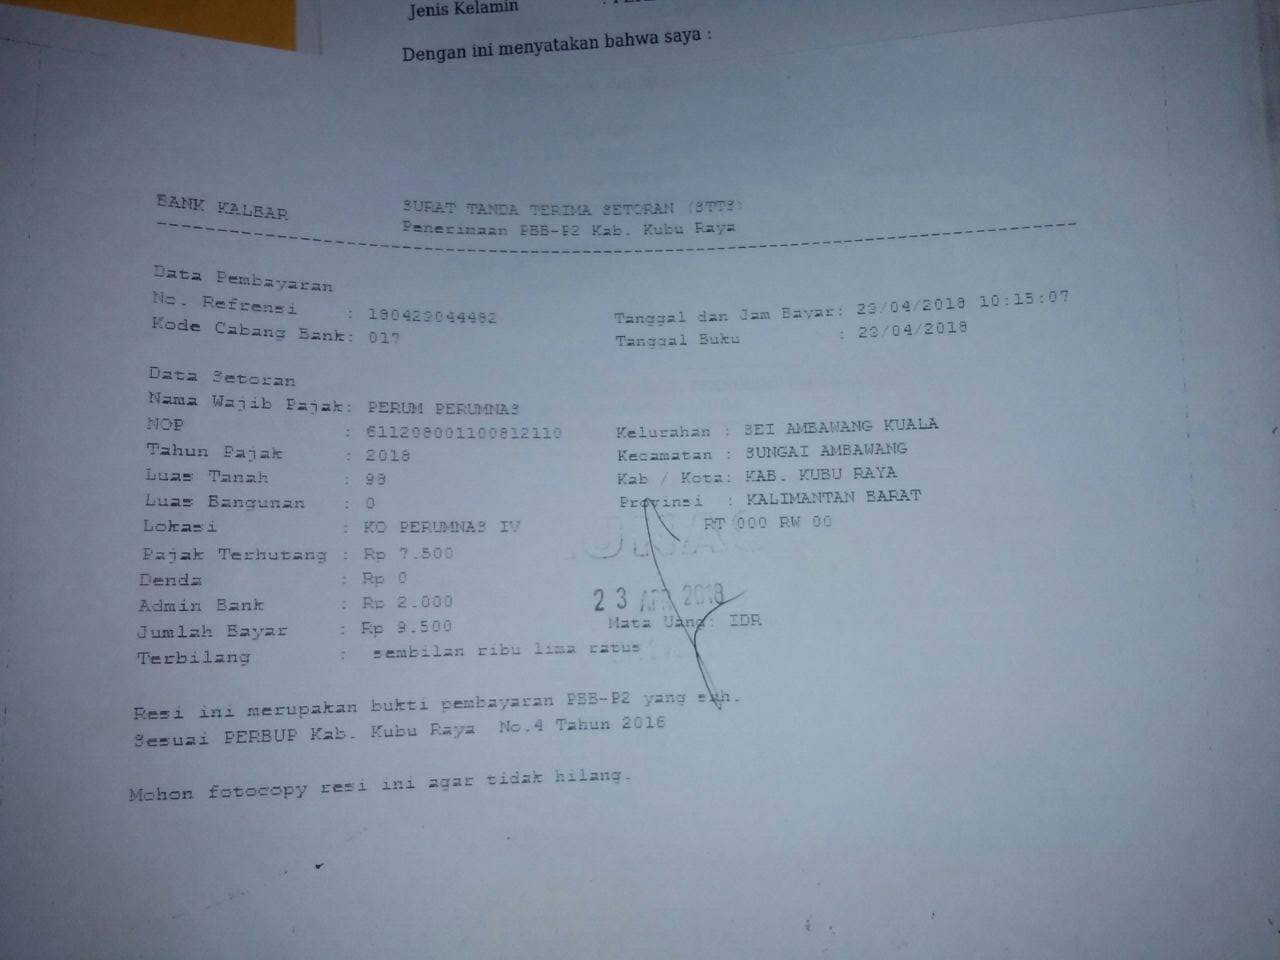 Jenis Kelamin :
Dengan ini menyatakan bahwa saya :
BANK KALBAR SURAT TANDA TERIMA SETORAN (STTS)
Penerimaan PBB-P2 Kab. Kubu Raya
Data Pembayaran
No. Refrensi : 180423044482 Tanggal dan Jam Bayar: 23/04/2018 10:15:07
Kode Cabang Bank: 017 Tanggal Buku : 23/04/2018
Data Setoran
Nama Wajib Pajak: PERUM PERUMNAS
NOP : 611208001100812110 Kelurahan : SEI AMBAWANG KUALA
Tahun Pajak : 2018 Kecamatan : SUNGAI AMBAWANG
Luas Tanah : 98 Kab / Kota: KAB. KUBU RAYA
Luas Bangunan : 0 Provinsi : KALIMANTAN BARAT
Lokasi : KO PERUMNAS IV RT 000 RW 00
Pajak Terhutang : Rp 7.500
Denda : Rp 0
Admin Bank : Rp 2.000 23 APR 2018
Jumlah Bayar : Rp 9.500 Mata Uang: IDR
Terbilang : sembilan ribu lima ratus
Resi ini merupakan bukti pembayaran PBB-P2 yang sah.
Sesuai PERBUP Kab. Kubu Raya No.4 Tahun 2016
Mohon fotocopy resi ini agar tidak hilang.